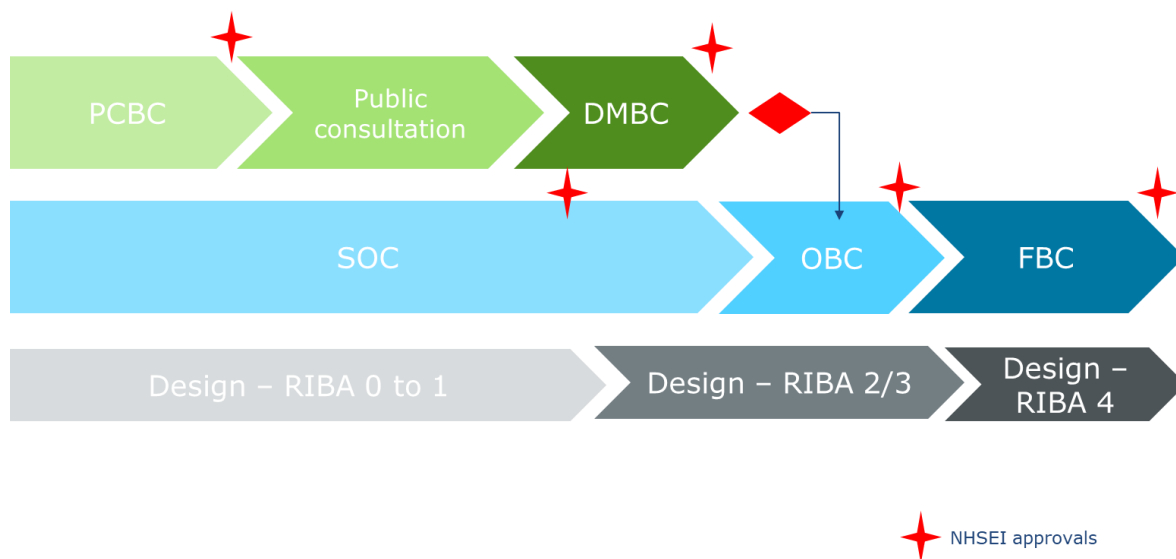 PCBC
Public
consultation
DMBC
SOC
OBC
FBC
Design – RIBA 0 to 1
Design – RIBA 2/3
Design –
RIBA 4
NHSEI approvals